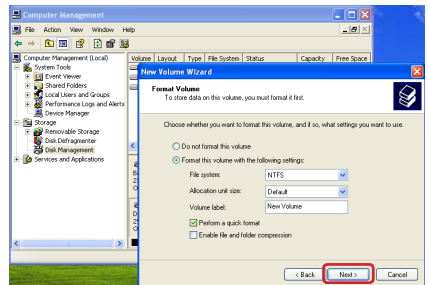 Computer Management
File Action View Window Help
Computer Management (Local)
System Tools
Event Viewer
Shared Folders
Local Users and Groups
Performance Logs and Alerts
Device Manager
Storage
Removable Storage
Disk Defragmenter
Disk Management
Services and Applications
Volume Layout Type File System Status Capacity Free Space
New Volume Wizard
Format Volume
To store data on this volume, you must format it first.
Choose whether you want to format this volume, and if so, what settings you want to use.
Do not format this volume
Format this volume with the following settings:
File system: NTFS
Allocation unit size: Default
Volume label: New Volume
Perform a quick format
Enable file and folder compression
< Back Next > Cancel